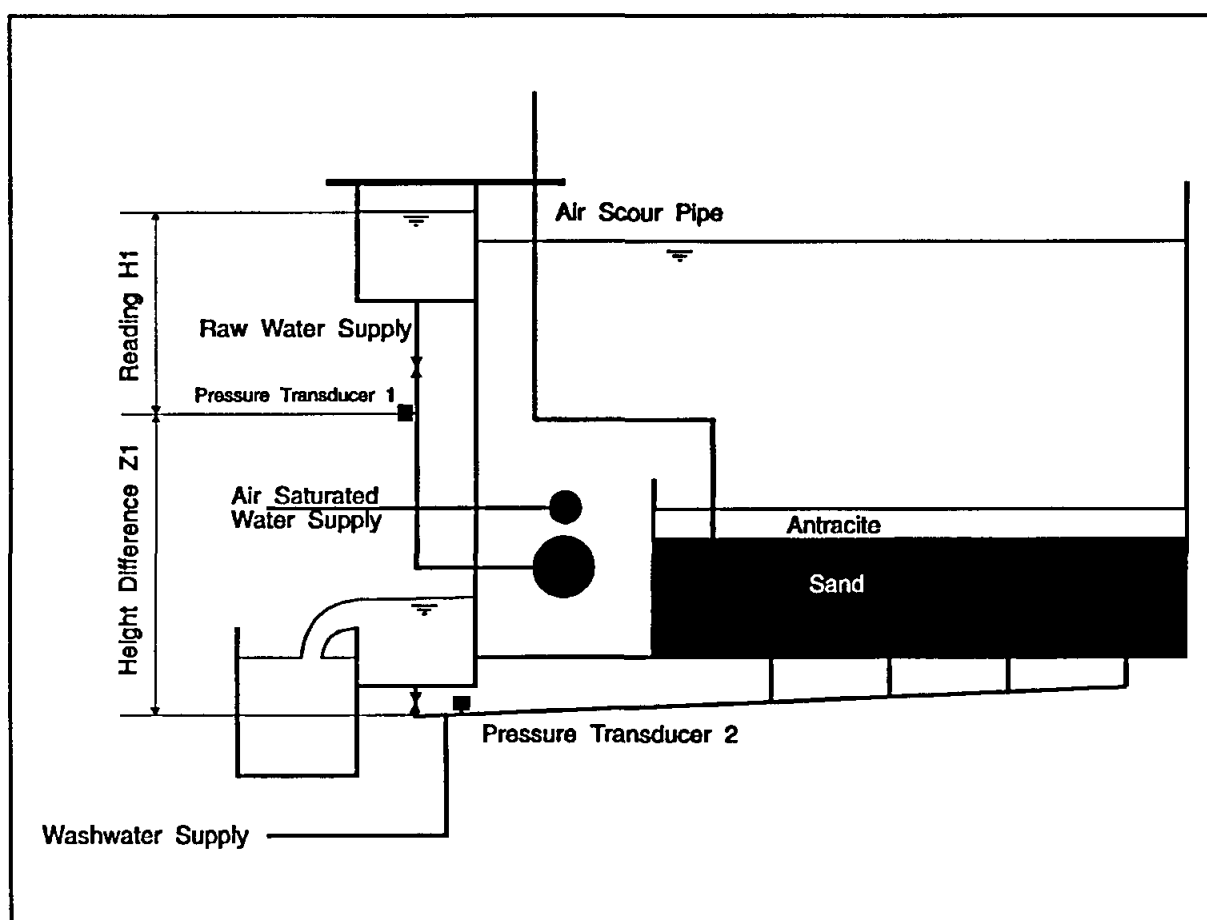 Air Scour Pipe
Reading H1
Raw Water Supply
Pressure Transducer 1
Height Difference Z1
Air Saturated
Water Supply
Antracite
Sand
Pressure Transducer 2
Washwater Supply